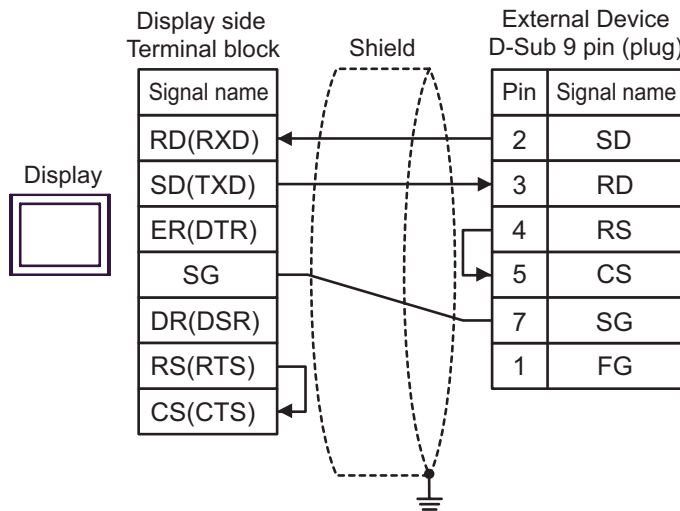 Display side
Terminal block
Shield
External Device
D-Sub 9 pin (plug)
Signal name
Pin Signal name
RD(RXD) 2 SD
Display
SD(TXD) 3 RD
ER(DTR) 4 RS
SG 5 CS
DR(DSR) 7 SG
RS(RTS) 1 FG
CS(CTS)